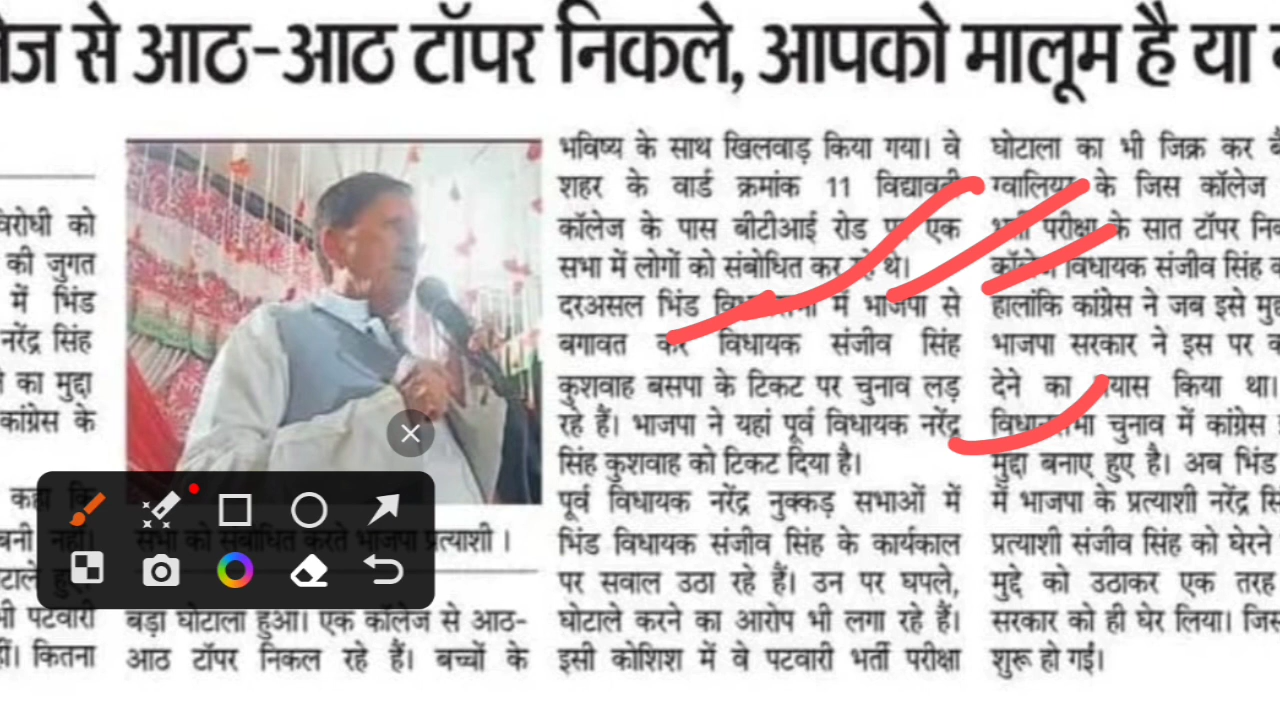 से आठ-आठ टॉपर निकले, आपको मालूम है या
विरोधी को
की जुगत
में भिंड
नरेंद्र सिंह
का मुद्दा
कांग्रेस के
कहा कि
नहीं।
पटवारी
कितना
सभा को संबोधित करते भाजपा प्रत्याशी।
बड़ा घोटाला हुआ। एक कॉलेज से आठ-
आठ टॉपर निकल रहे हैं। बच्चों के
भविष्य के साथ खिलवाड़ किया गया। वे
शहर के वार्ड क्रमांक 11 विद्यावती
कॉलेज के पास बीटीआई रोड पर एक
सभा में लोगों को संबोधित कर रहे थे।
दरअसल भिंड विधानसभा में भाजपा से
बगावत कर विधायक संजीव सिंह
कुशवाह बसपा के टिकट पर चुनाव लड़
रहे हैं। भाजपा ने यहां पूर्व विधायक नरेंद्र
सिंह कुशवाह को टिकट दिया है।
पूर्व विधायक नरेंद्र नुक्कड़ सभाओं में
भिंड विधायक संजीव सिंह के कार्यकाल
पर सवाल उठा रहे हैं। उन पर घपले,
घोटाले करने का आरोप भी लगा रहे हैं।
इसी कोशिश में वे पटवारी भर्ती परीक्षा
घोटाला का भी जिक्र कर
ग्वालियर के जिस कॉलेज
भर्ती परीक्षा के सात टॉपर
कॉलेज विधायक संजीव सिंह
हालांकि कांग्रेस ने जब इसे
भाजपा सरकार ने इस पर
देने का प्रयास किया था।
विधानसभा चुनाव में कांग्रेस
मुद्दा बनाए हुए है। अब भिंड
में भाजपा के प्रत्याशी नरेंद्र
प्रत्याशी संजीव सिंह को घेरने
मुद्दे को उठाकर एक तरह
सरकार को ही घेर लिया।
शुरू हो गई।